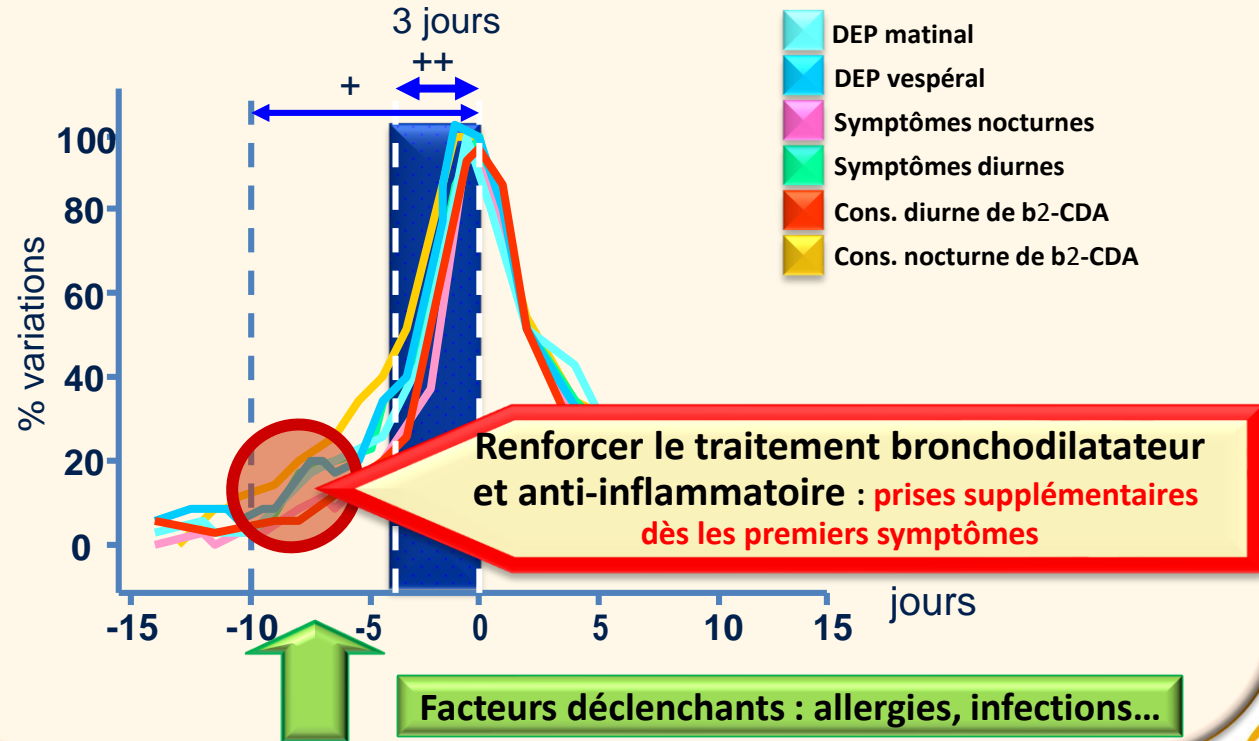 3 jours
++
+
DEP matinal
DEP vespéral
Symptômes nocturnes
Symptômes diurnes
Cons. diurne de b2-CDA
Cons. nocturne de b2-CDA
% variations
100
80
60
40
20
0
Renforcer le traitement bronchodilatateur
et anti-inflammatoire : prises supplémentaires
dès les premiers symptômes
-15 -10 -5 0 5 10 15
jours
Facteurs déclenchants : allergies, infections...